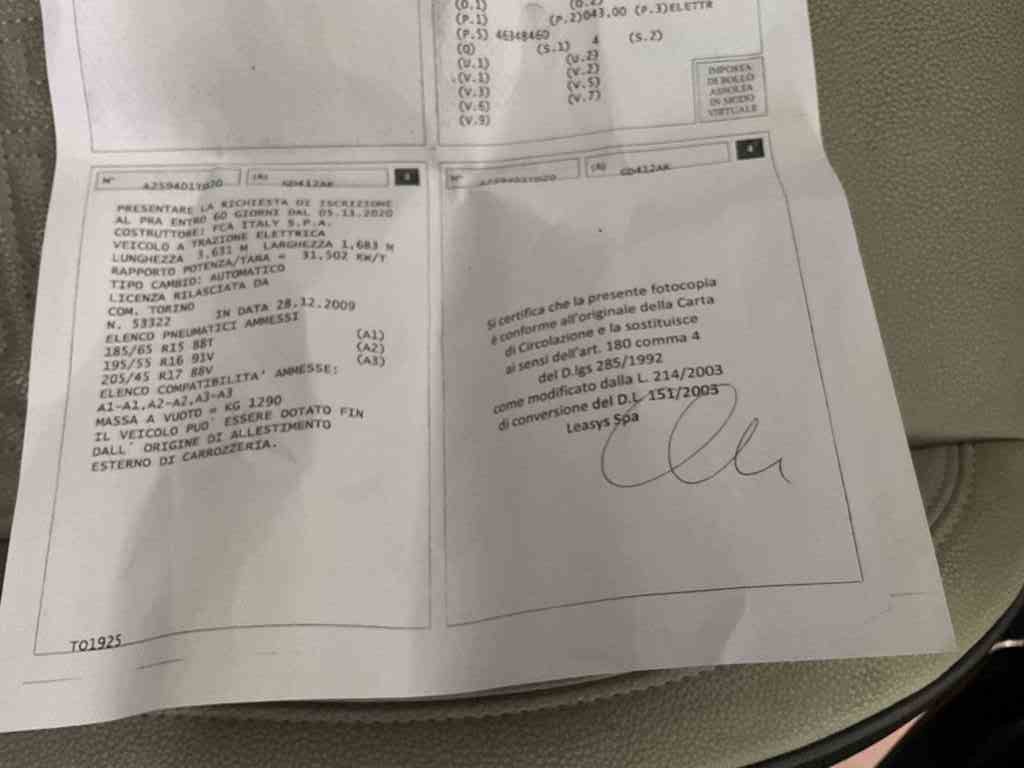 (P.1) (P.2)043,00 (P.3)ELETTR
(P.5) 46348460
(Q) (S.1) 4 (S.2)
(U.1) (U.2)
(V.1) (V.2)
(V.3) (V.5)
(V.6) (V.7)
(V.9)
IMPOSTA
DI BOLLO
ASSOLTA
IN MODO
VIRTUALE
N° (A) GD412AK 3
PRESENTARE LA RICHIESTA DI ISCRIZIONE
AL PRA ENTRO 60 GIORNI DAL 05.11.2020
COSTRUTTORE: FCA ITALY S.P.A.
VEICOLO A TRAZIONE ELETTRICA
LUNGHEZZA 3,631 M LARGHEZZA 1,683 M
RAPPORTO POTENZA/TARA = 31,502 KW/T
TIPO CAMBIO: AUTOMATICO
LICENZA RILASCIATA DA
COM. TORINO IN DATA 28.12.2009
N. 53322
ELENCO PNEUMATICI AMMESSI
185/65 R15 88T (A1)
195/55 R16 91V (A2)
205/45 R17 88V (A3)
ELENCO COMPATIBILITA' AMMESSE:
A1-A1,A2-A2,A3-A3
MASSA A VUOTO = KG 1290
IL VEICOLO PUO' ESSERE DOTATO FIN
DALL' ORIGINE DI ALLESTIMENTO
ESTERNO DI CARROZZERIA.
TO1925
N° (A) GD412AK 4
Si certifica che la presente fotocopia
è conforme all'originale della Carta
di Circolazione e la sostituisce
ai sensi dell'art. 180 comma 4
del D.lgs 285/1992
come modificato dalla L. 214/2003
di conversione del D.L 151/2003
Leasys Spa